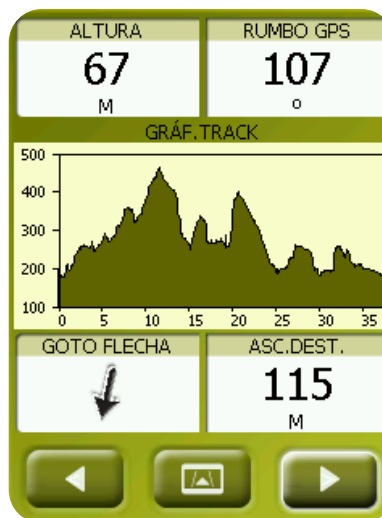 ALTURA
67
M
RUMBO GPS
107
o
GRÁF.TRACK
500
400
300
200
100
0 5 10 15 20 25 30 35
GOTO FLECHA
ASC.DEST.
115
M